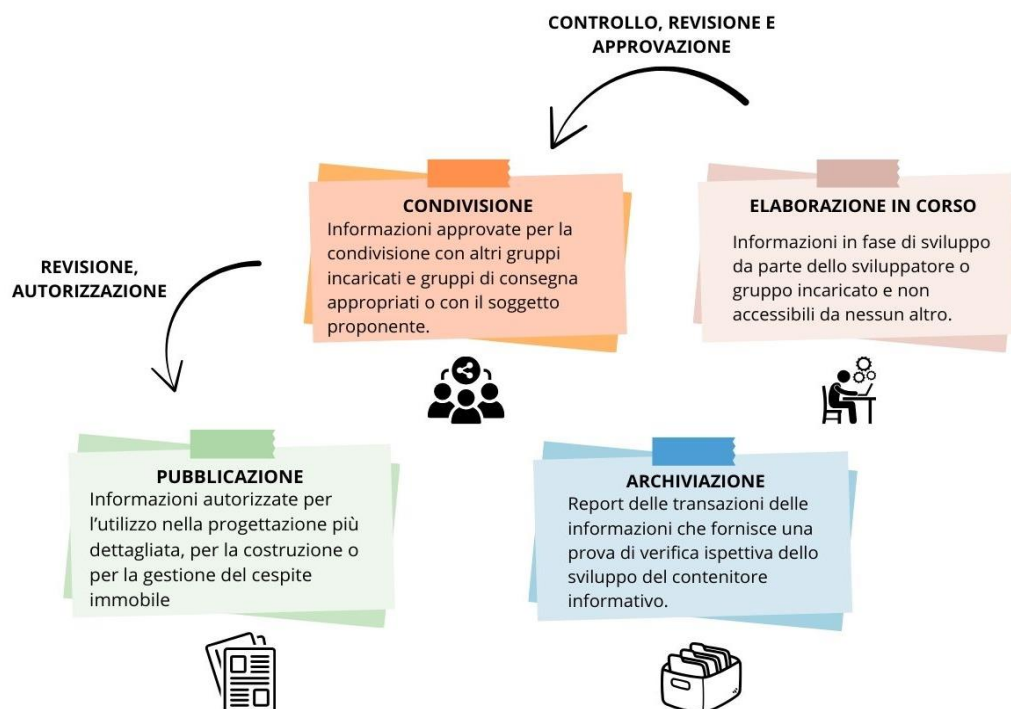 CONTROLLO, REVISIONE E
APPROVAZIONE
CONDIVISIONE
Informazioni approvate per la
condivisione con altri gruppi
incaricati e gruppi di consegna
appropriati o con il soggetto
proponente.
ELABORAZIONE IN CORSO
Informazioni in fase di sviluppo
da parte dello sviluppatore o
gruppo incaricato e non
accessibili da nessun altro.
REVISIONE,
AUTORIZZAZIONE
PUBBLICAZIONE
Informazioni autorizzate per
l'utilizzo nella progettazione più
dettagliata, per la costruzione o
per la gestione del cespite
immobile
ARCHIVIAZIONE
Report delle transazioni delle
informazioni che fornisce una
prova di verifica ispettiva dello
sviluppo del contenitore
informativo.